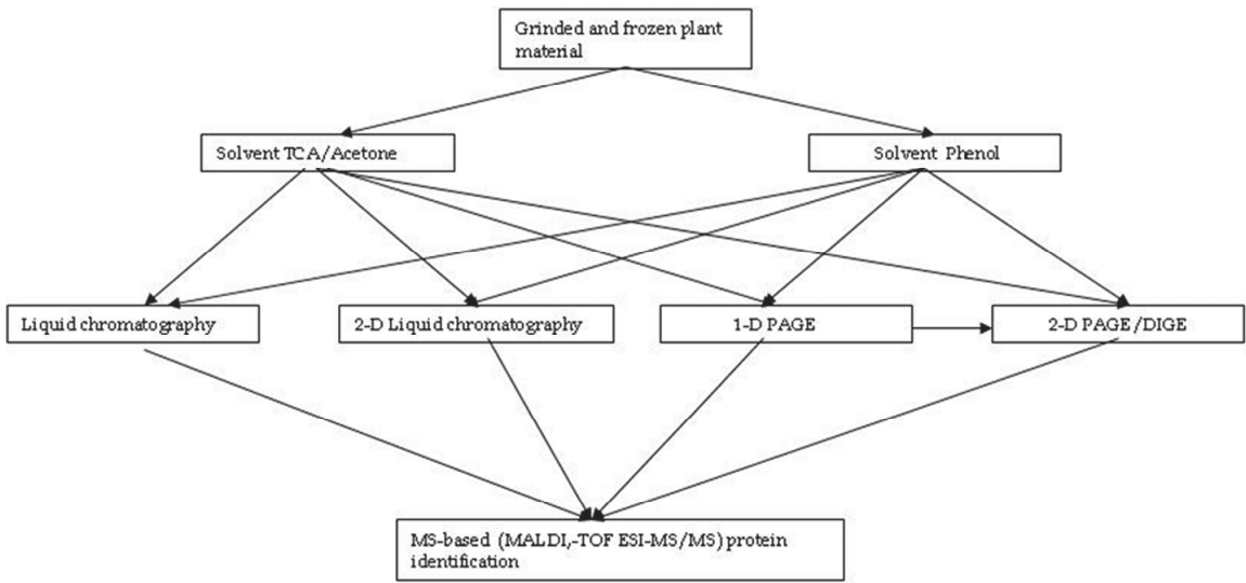 Grinded and frozen plant
material
Solvent TCA/Acetone
Solvent Phenol
Liquid chromatography
2-D Liquid chromatography
1-D PAGE
2-D PAGE/DIGE
MS-based (MALDI,-TOF ESI-MS/MS) protein
identification